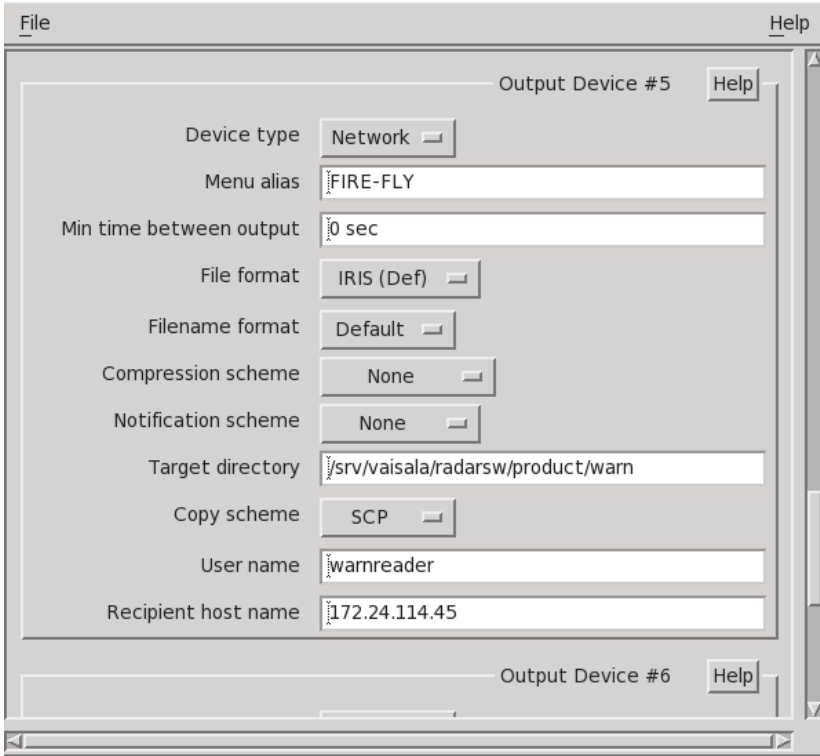 File Help
Output Device #5 Help
Device type Network
Menu alias FIRE-FLY
Min time between output 0 sec
File format IRIS (Def)
Filename format Default
Compression scheme None
Notification scheme None
Target directory /srv/vaisala/radarsw/product/warn
Copy scheme SCP
User name warnreader
Recipient host name 172.24.114.45
Output Device #6 Help